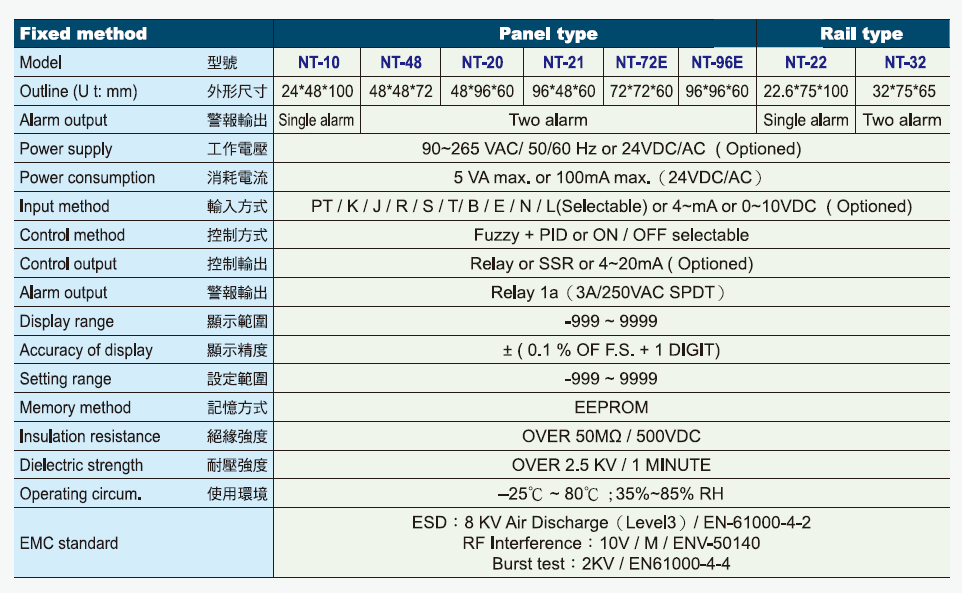 Fixed method Panel type Rail type
Model 型號 NT-10 NT-48 NT-20 NT-21 NT-72E NT-96E NT-22 NT-32
Outline (U t: mm) 外形尺寸 24*48*100 48*48*72 48*96*60 96*48*60 72*72*60 96*96*60 22.6*75*100 32*75*65
Alarm output 警報輸出 Single alarm Two alarm Single alarm Two alarm
Power supply 工作電壓 90~265 VAC/ 50/60 Hz or 24VDC/AC ( Optioned)
Power consumption 消耗電流 5 VA max. or 100mA max.（24VDC/AC）
Input method 輸入方式 PT / K / J / R / S / T/ B / E / N / L(Selectable) or 4~mA or 0~10VDC ( Optioned)
Control method 控制方式 Fuzzy + PID or ON / OFF selectable
Control output 控制輸出 Relay or SSR or 4~20mA ( Optioned)
Alarm output 警報輸出 Relay 1a（3A/250VAC SPDT）
Display range 顯示範圍 -999 ~ 9999
Accuracy of display 顯示精度 ± ( 0.1 % OF F.S. + 1 DIGIT)
Setting range 設定範圍 -999 ~ 9999
Memory method 記憶方式 EEPROM
Insulation resistance 絕緣強度 OVER 50MΩ / 500VDC
Dielectric strength 耐壓強度 OVER 2.5 KV / 1 MINUTE
Operating circum. 使用環境 –25℃ ~ 80℃ ;35%~85% RH
EMC standard
ESD：8 KV Air Discharge（Level3）/ EN-61000-4-2
RF Interference：10V / M / ENV-50140
Burst test：2KV / EN61000-4-4